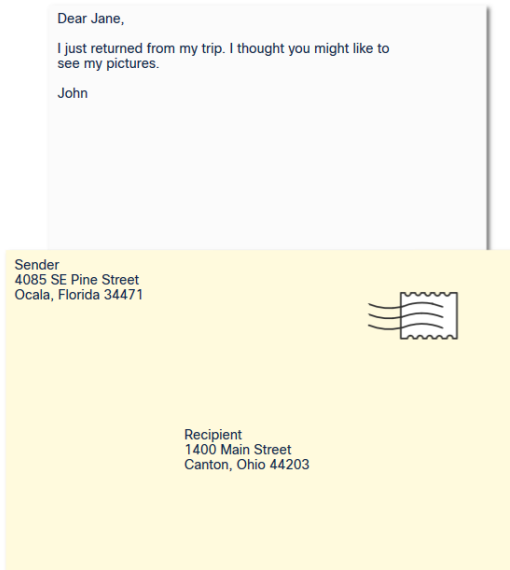 Dear Jane,
I just returned from my trip. I thought you might like to
see my pictures.
John
Sender
4085 SE Pine Street
Ocala, Florida 34471
Recipient
1400 Main Street
Canton, Ohio 44203